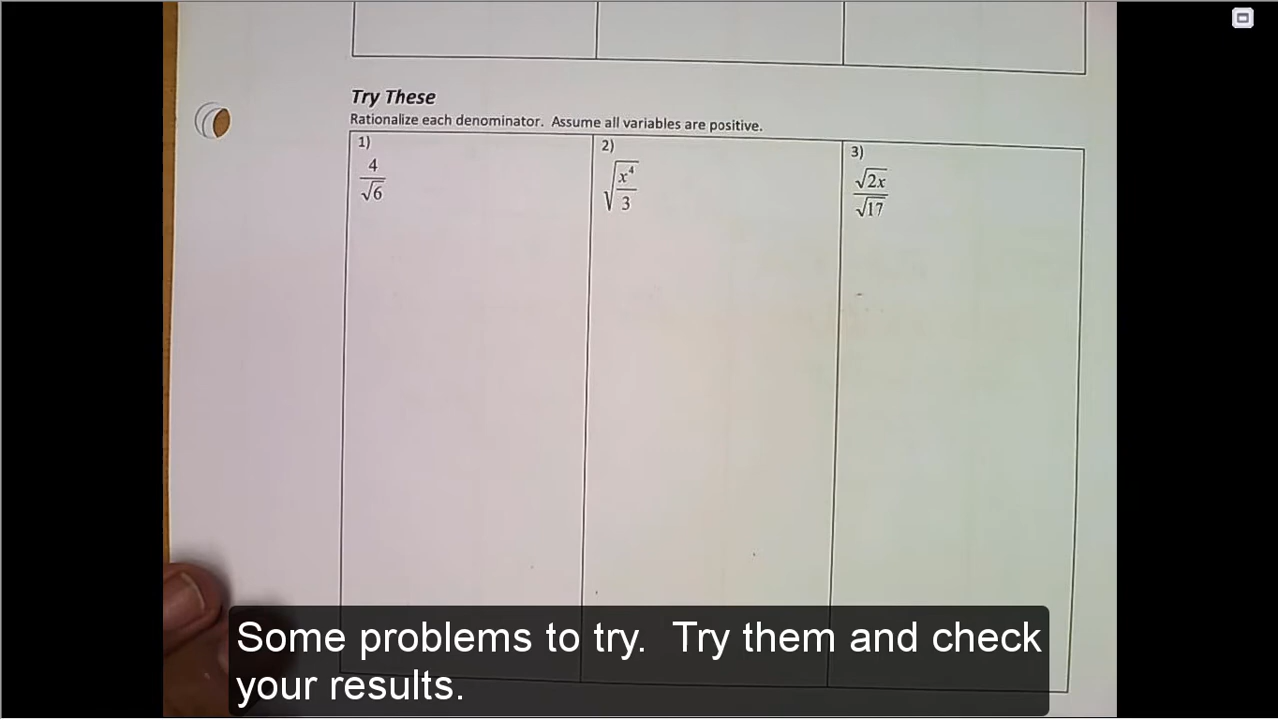 Try These
Rationalize each denominator.  Assume all variables are positive.
1)
4
√6
2)
√x⁴
3
3)
√2x
√17
Some problems to try.  Try them and check
your results.